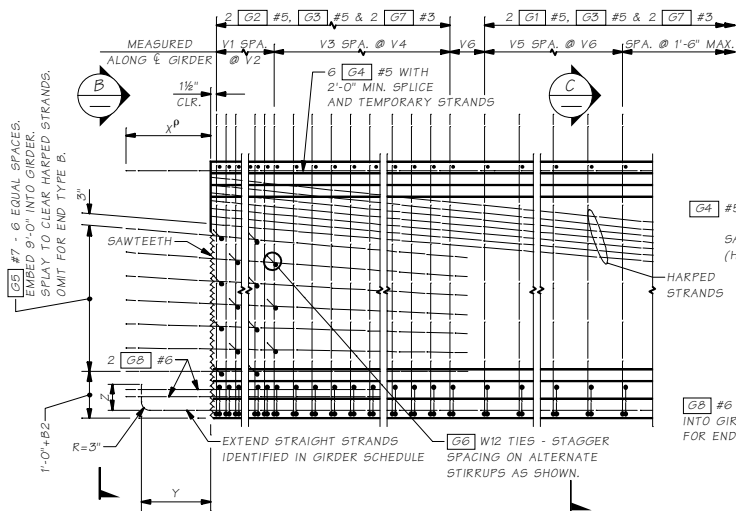 2 G2 #5, G3 #5 & 2 G7 #3
2 G1 #5, G3 #5 & 2 G7 #3
MEASURED
ALONG ℄ GIRDER
V1 SPA.
@ V2
V3 SPA. @ V4
V6
V5 SPA. @ V6
SPA. @ 1'-6" MAX.
B
1½"
CLR.
6 G4 #5 WITH
2'-0" MIN. SPLICE
AND TEMPORARY STRANDS
C
Xᵖ
3"
G5 #7 - 6 EQUAL SPACES.
EMBED 9'-0" INTO GIRDER.
SPLAY TO CLEAR HARPED STRANDS.
OMIT FOR END TYPE B.
SAWTEETH
G4 #5
SA
(H
HARPED
STRANDS
2 G8 #6
Z
1'-0"+B2
R=3"
EXTEND STRAIGHT STRANDS
IDENTIFIED IN GIRDER SCHEDULE
G6 W12 TIES - STAGGER
SPACING ON ALTERNATE
STIRRUPS AS SHOWN.
G8 #6
INTO GIR
FOR END
Y